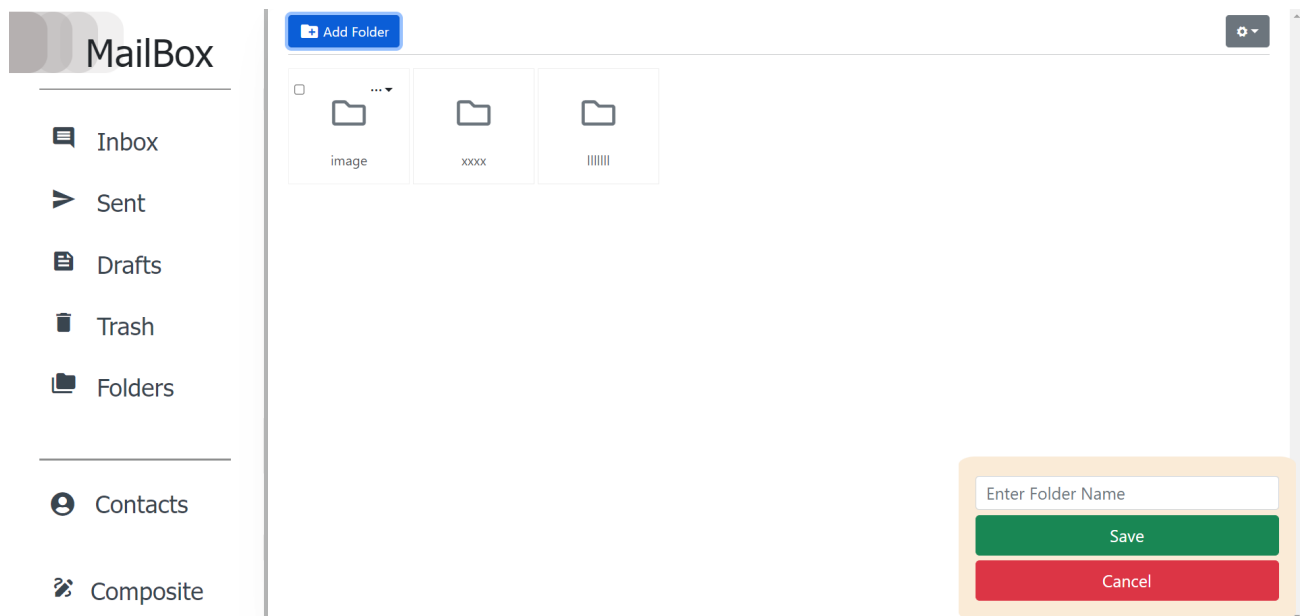 MailBox
Inbox
Sent
Drafts
Trash
Folders
Contacts
Composite
Add Folder
...
image
xxxx
lllllll
Enter Folder Name
Save
Cancel